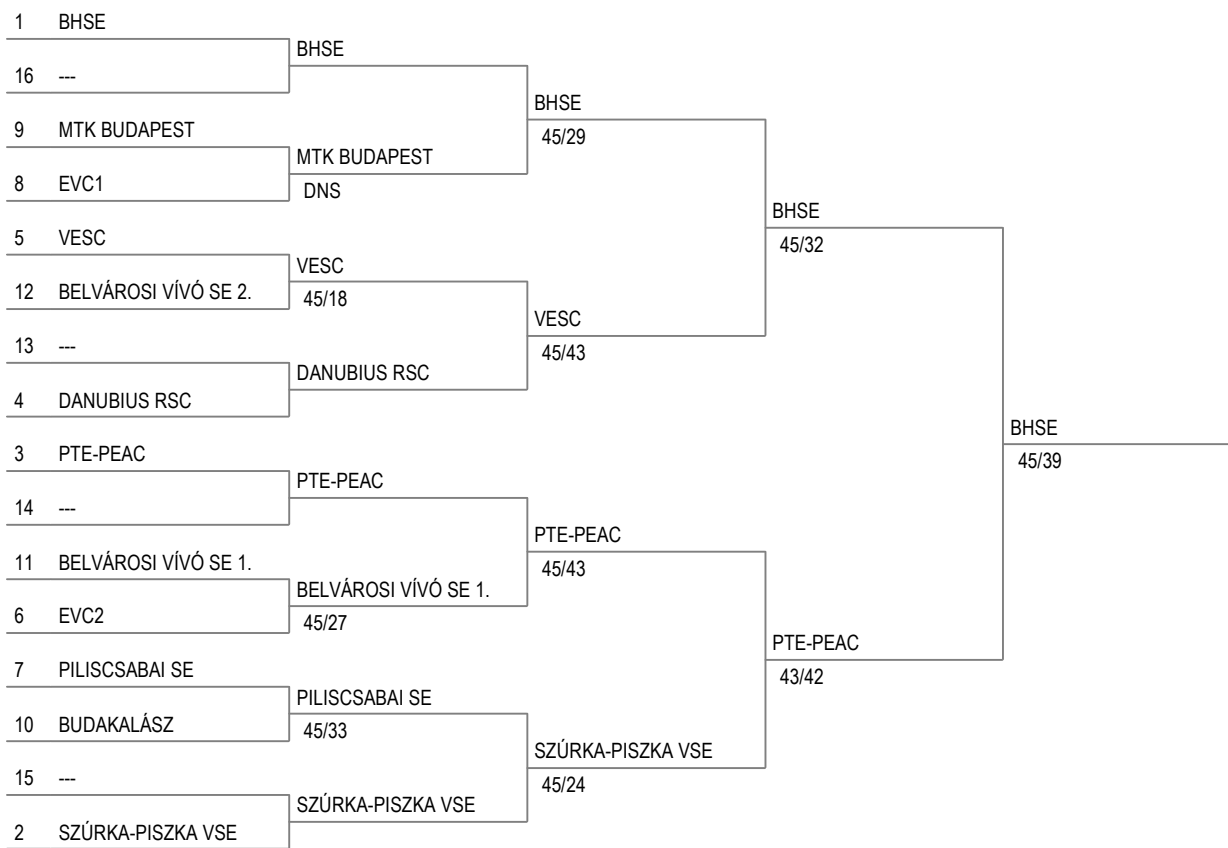 1 BHSE
16 ---
9 MTK BUDAPEST
8 EVC1
5 VESC
12 BELVÁROSI VÍVÓ SE 2.
13 ---
4 DANUBIUS RSC
3 PTE-PEAC
14 ---
11 BELVÁROSI VÍVÓ SE 1.
6 EVC2
7 PILISCSABAI SE
10 BUDAKALÁSZ
15 ---
2 SZÚRKA-PISZKA VSE
BHSE
MTK BUDAPEST
DNS
VESC
45/18
DANUBIUS RSC
PTE-PEAC
BELVÁROSI VÍVÓ SE 1.
45/27
PILISCSABAI SE
45/33
SZÚRKA-PISZKA VSE
BHSE
45/29
VESC
45/43
PTE-PEAC
45/43
SZÚRKA-PISZKA VSE
45/24
BHSE
45/32
PTE-PEAC
43/42
BHSE
45/39